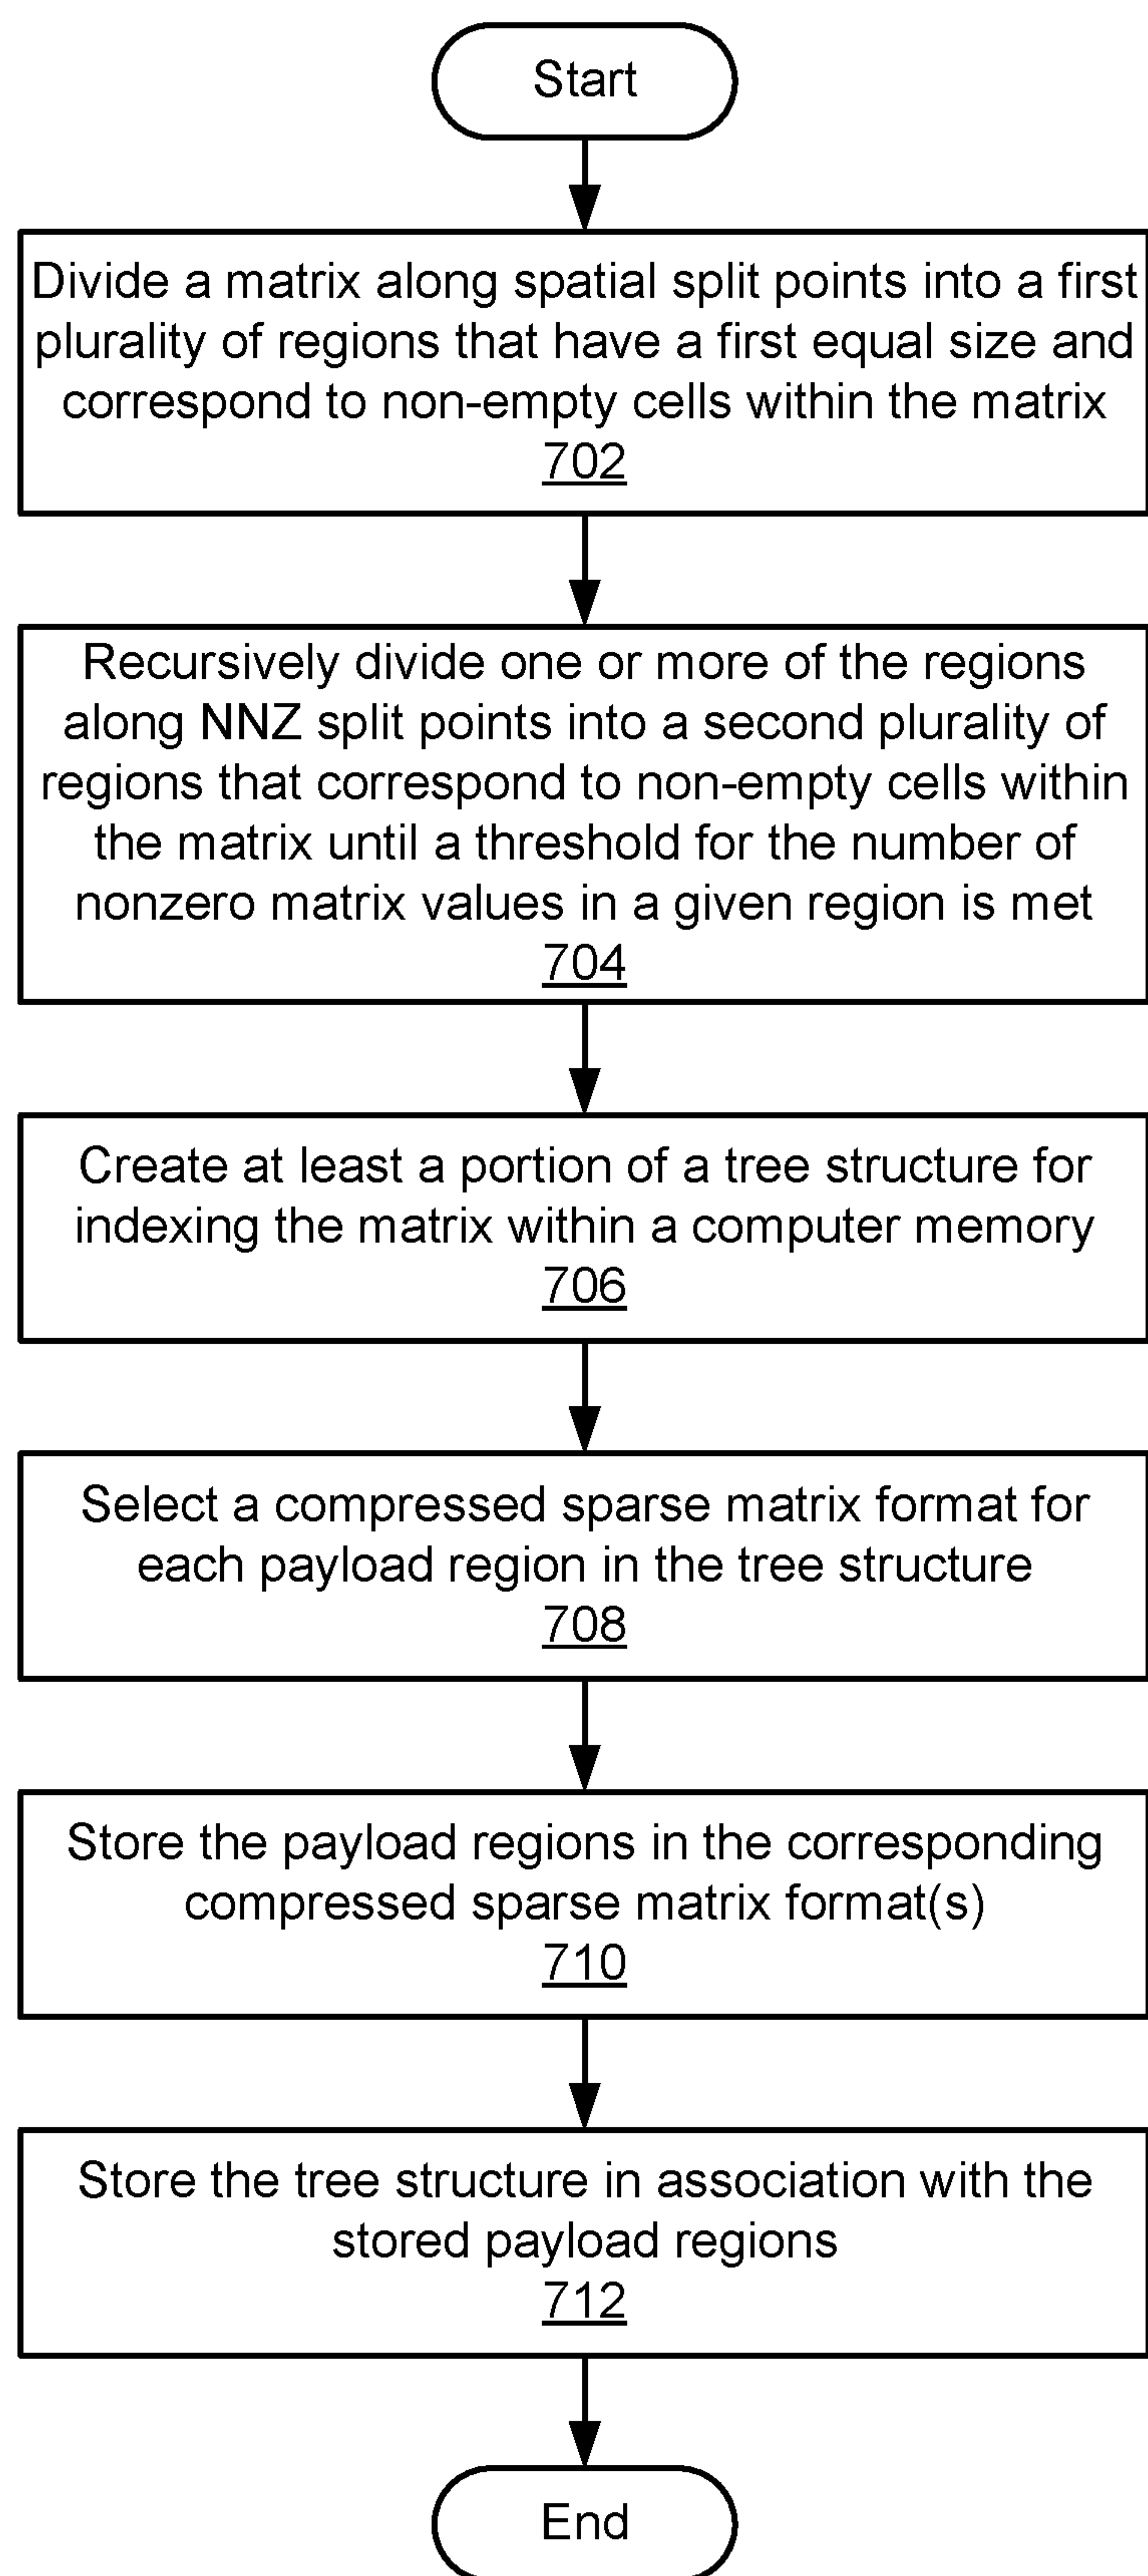 Start
Divide a matrix along spatial split points into a first
plurality of regions that have a first equal size and
correspond to non-empty cells within the matrix
702
Recursively divide one or more of the regions
along NNZ split points into a second plurality of
regions that correspond to non-empty cells within
the matrix until a threshold for the number of
nonzero matrix values in a given region is met
704
Create at least a portion of a tree structure for
indexing the matrix within a computer memory
706
Select a compressed sparse matrix format for
each payload region in the tree structure
708
Store the payload regions in the corresponding
compressed sparse matrix format(s)
710
Store the tree structure in association with the
stored payload regions
712
End